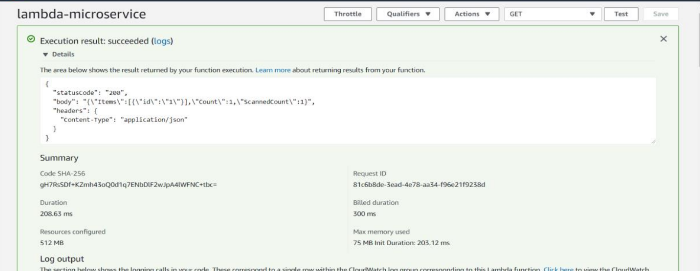 lambda-microservice
Throttle Qualifiers ▼ Actions ▼ GET ▼ Test Save
Execution result: succeeded (logs)
▼ Details
The area below shows the result returned by your function execution. Learn more about returning results from your function.
{
"statusCode": "200",
"body": "{\"Items\":[{\"id\":\"1\"}],\"Count\":1,\"ScannedCount\":1}",
"headers": {
"Content-Type": "application/json"
}
}
Summary
Code SHA-256
Request ID
81c6b8de-3ead-4e78-aa34-f96e21f9238d
Duration
208.63 ms
Billed duration
300 ms
Resources configured
512 MB
Max memory used
75 MB Init Duration: 203.12 ms
Log output
The section below shows the logging calls in your code. These correspond to a single row within the CloudWatch log group corresponding to this Lambda function. Click here to view the CloudWatch